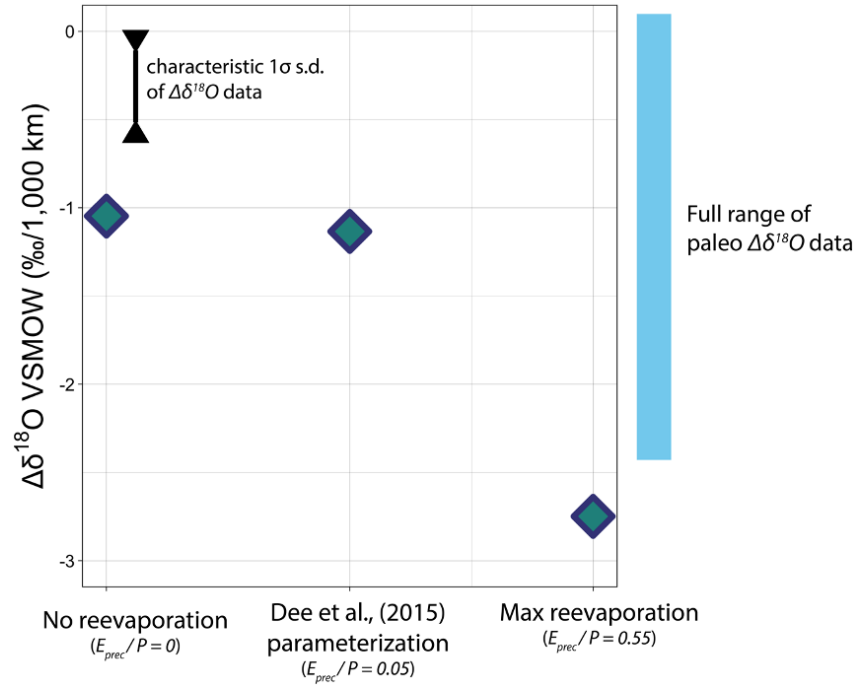 0
characteristic 1σ s.d.
of Δδ¹⁸O data
-1
Δδ¹⁸O VSMOW (‰/1,000 km)
Full range of
paleo Δδ¹⁸O data
-2
-3
No reevaporation
(E_prec/P = 0)
Dee et al., (2015)
parameterization
(E_prec/P = 0.05)
Max reevaporation
(E_prec/P = 0.55)